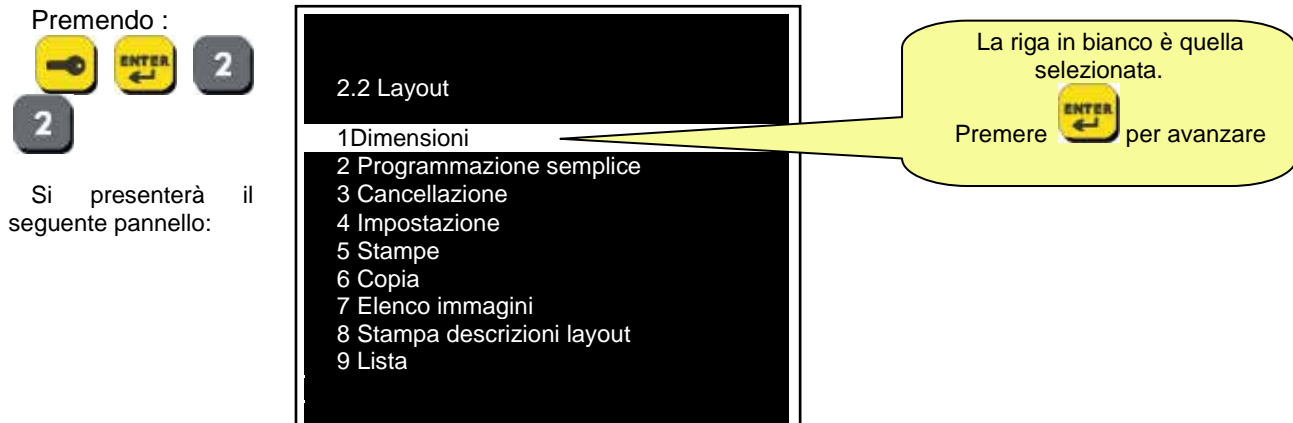 Premendo :
ENTER 2
2
Si presenterà il
seguente pannello:
2.2 Layout
1Dimensioni
2 Programmazione semplice
3 Cancellazione
4 Impostazione
5 Stampe
6 Copia
7 Elenco immagini
8 Stampa descrizioni layout
9 Lista
La riga in bianco è quella
selezionata.
Premere ENTER per avanzare